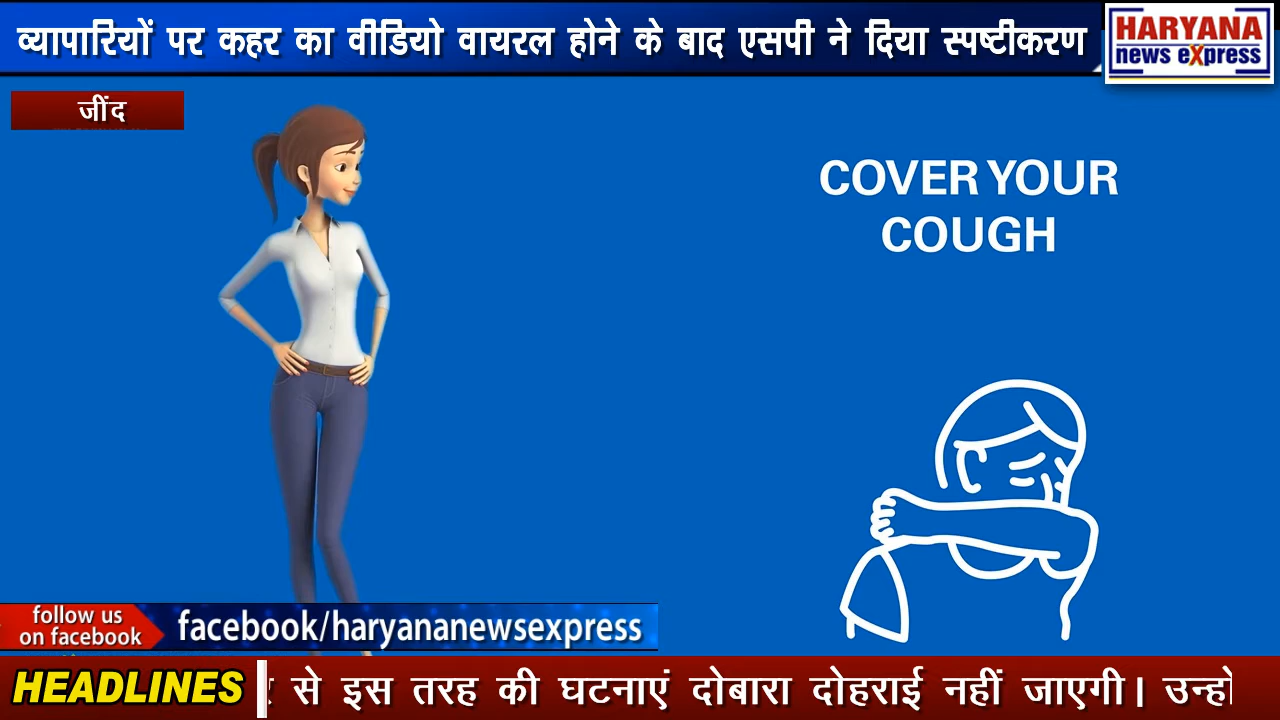 व्यापारियों पर कहर का वीडियो वायरल होने के बाद एसपी ने दिया स्पष्टीकरण
HARYANA
news eXpress
जींद
COVER YOUR
COUGH
follow us
on facebook
facebook/haryananewsexpress
HEADLINES
से इस तरह की घटनाएं दोबारा दोहराई नहीं जाएगी।